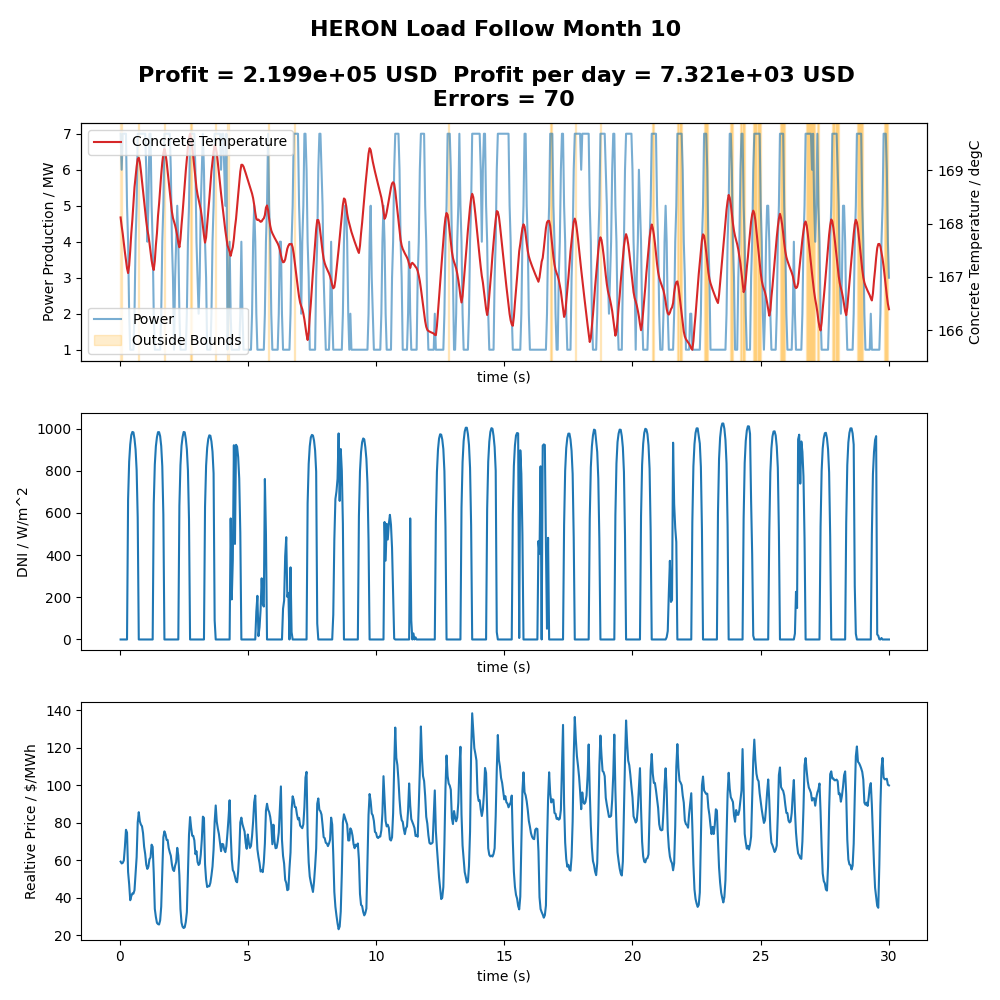 HERON Load Follow Month 10
Profit = 2.199e+05 USD  Profit per day = 7.321e+03 USD
Errors = 70
Power Production / MW
7
6
5
4
3
2
1
Concrete Temperature
Power
Outside Bounds
169
168
167
166
Concrete Temperature / degC
time (s)
DNI / W/m^2
1000
800
600
400
200
0
time (s)
Realtive Price / $/MWh
140
120
100
80
60
40
20
0
5
10
15
20
25
30
time (s)